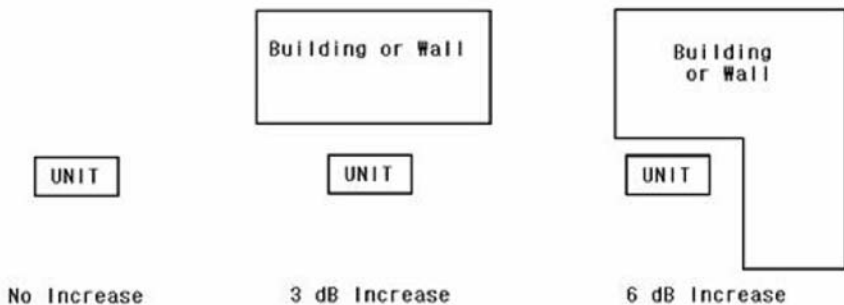 Building or Wall
Building
or Wall
UNIT
UNIT
UNIT
No Increase
3 dB Increase
6 dB Increase